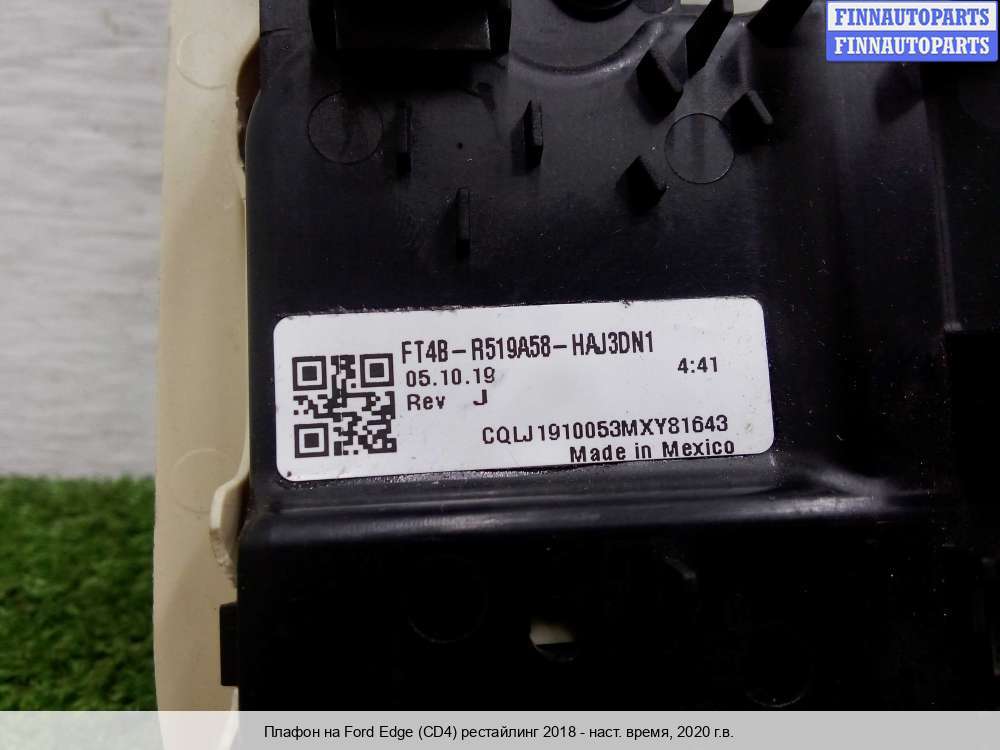 FINNAUTOPARTS
FINNAUTOPARTS
FT4B-R519A58-HAJ3DN1
05.10.19 4:41
Rev J
CQLJ1910053MXY81643
Made in Mexico
Плафон на Ford Edge (CD4) рестайлинг 2018 - наст. время, 2020 г.в.